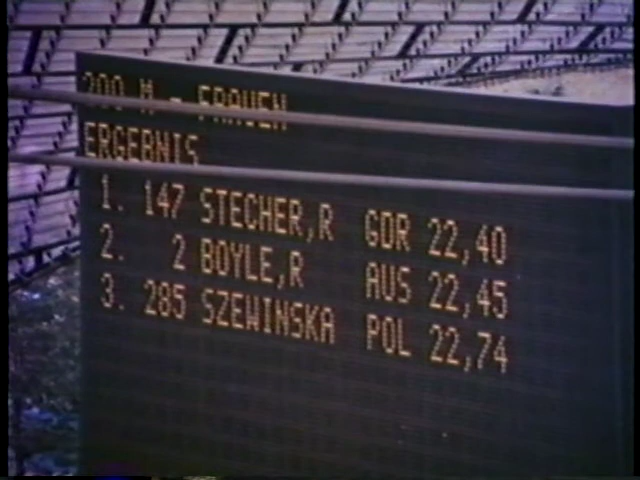 200 M - FRAUEN
ERGEBNIS
1. 147 STECHER,R GDR 22,40
2. 2 BOYLE,R AUS 22,45
3. 285 SZEWINSKA POL 22,74